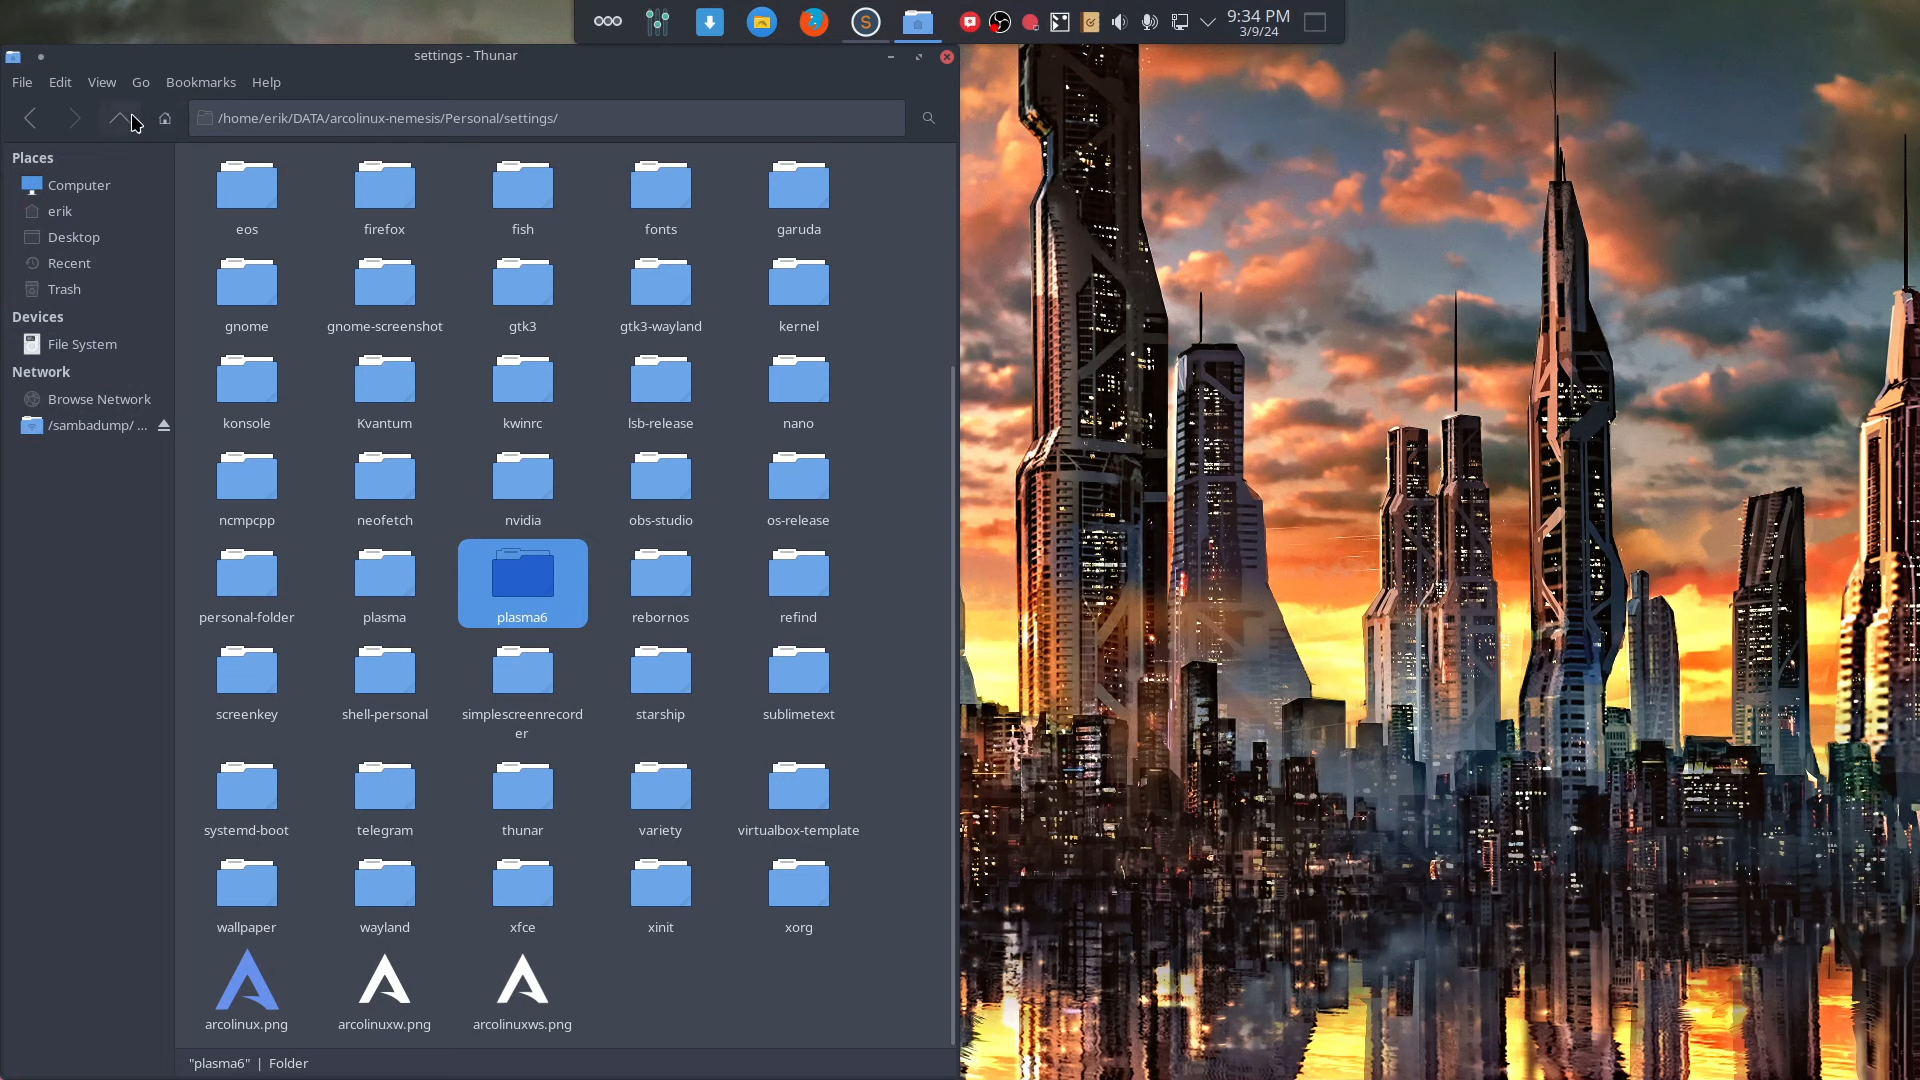 9:34 PM
3/9/24
settings - Thunar
File Edit View Go Bookmarks Help
/home/erik/DATA/arcolinux-nemesis/Personal/settings/
Places
Computer
erik
Desktop
Recent
Trash
Devices
File System
Network
Browse Network
/sambadump/ ...
eos firefox fish fonts garuda
gnome gnome-screenshot gtk3 gtk3-wayland kernel
konsole Kvantum kwinrc lsb-release nano
ncmpcpp neofetch nvidia obs-studio os-release
personal-folder plasma plasma6 rebornos refind
screenkey shell-personal simplescreenrecord starship sublimetext
er
systemd-boot telegram thunar variety virtualbox-template
wallpaper wayland xfce xinit xorg
arcolinux.png arcolinuxw.png arcolinuxws.png
"plasma6" | Folder